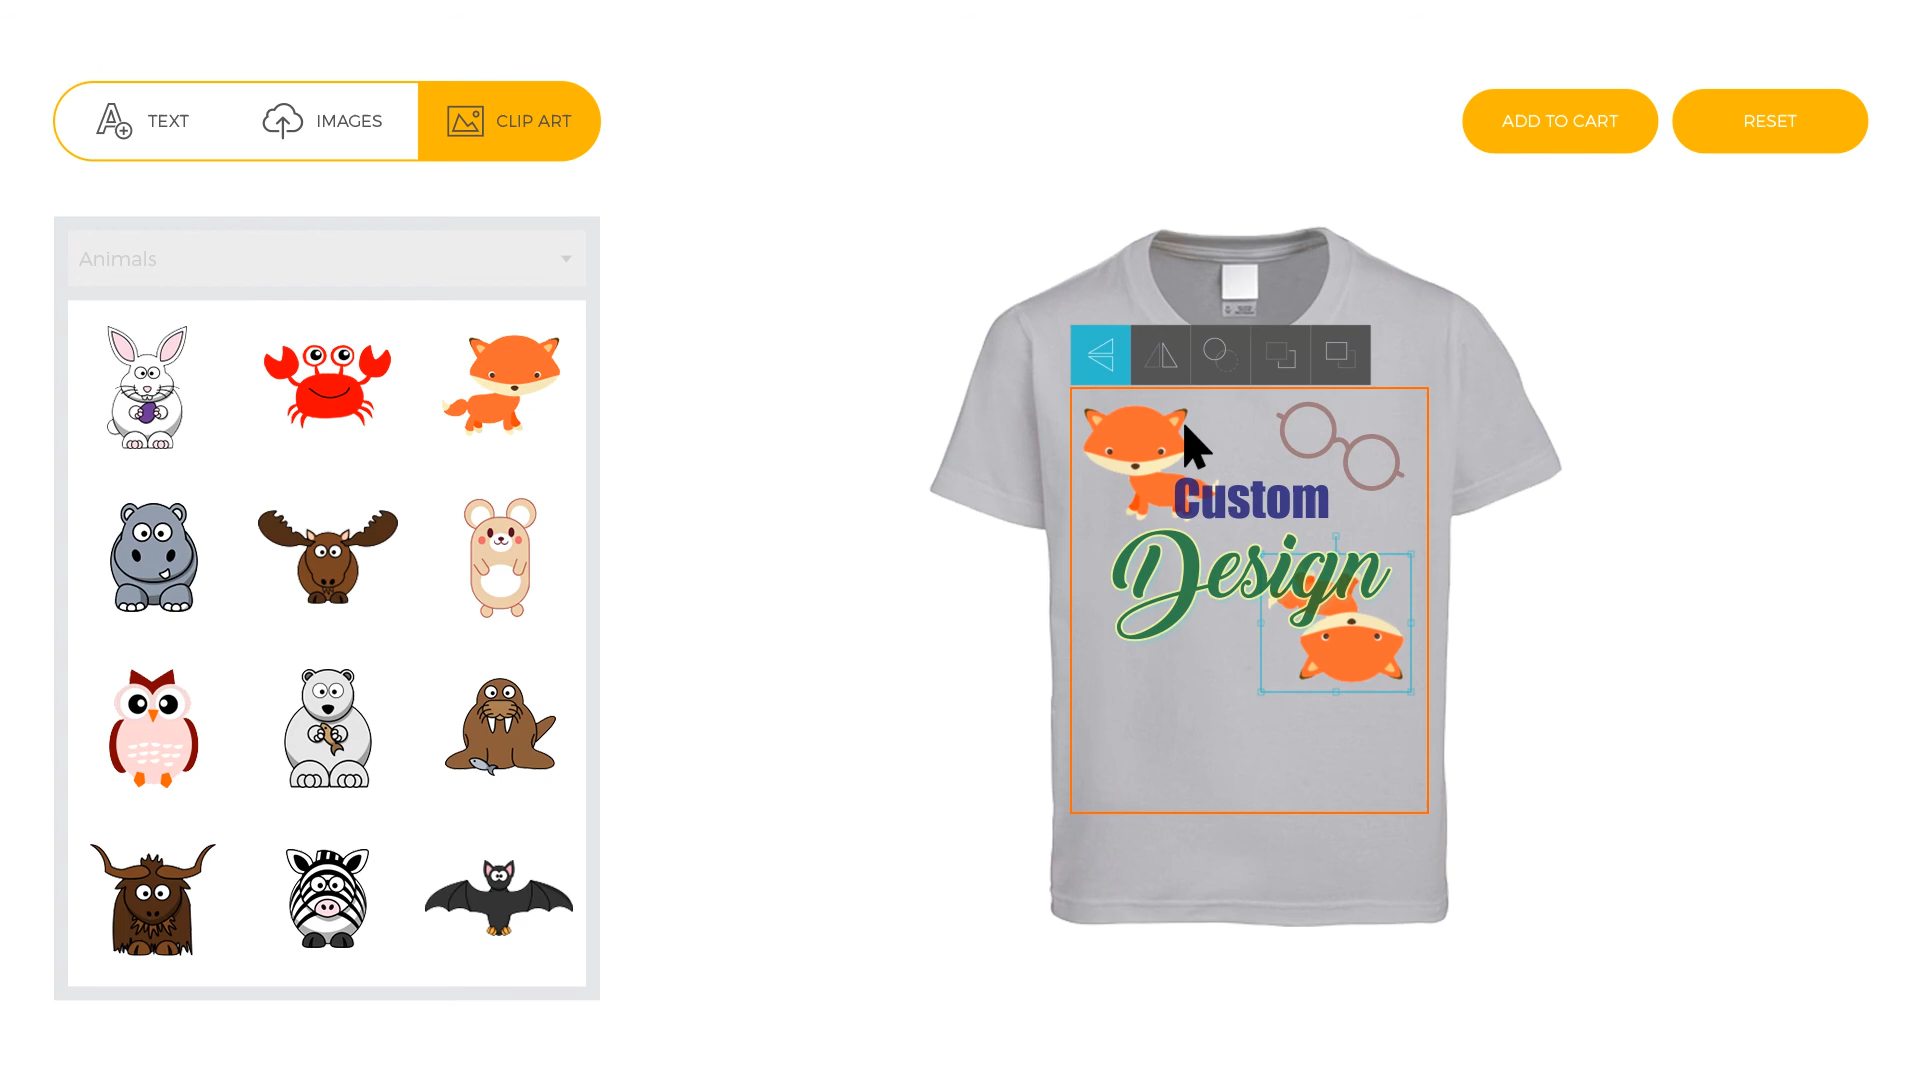 TEXT
IMAGES
CLIP ART
ADD TO CART
RESET
Animals
Custom
Design